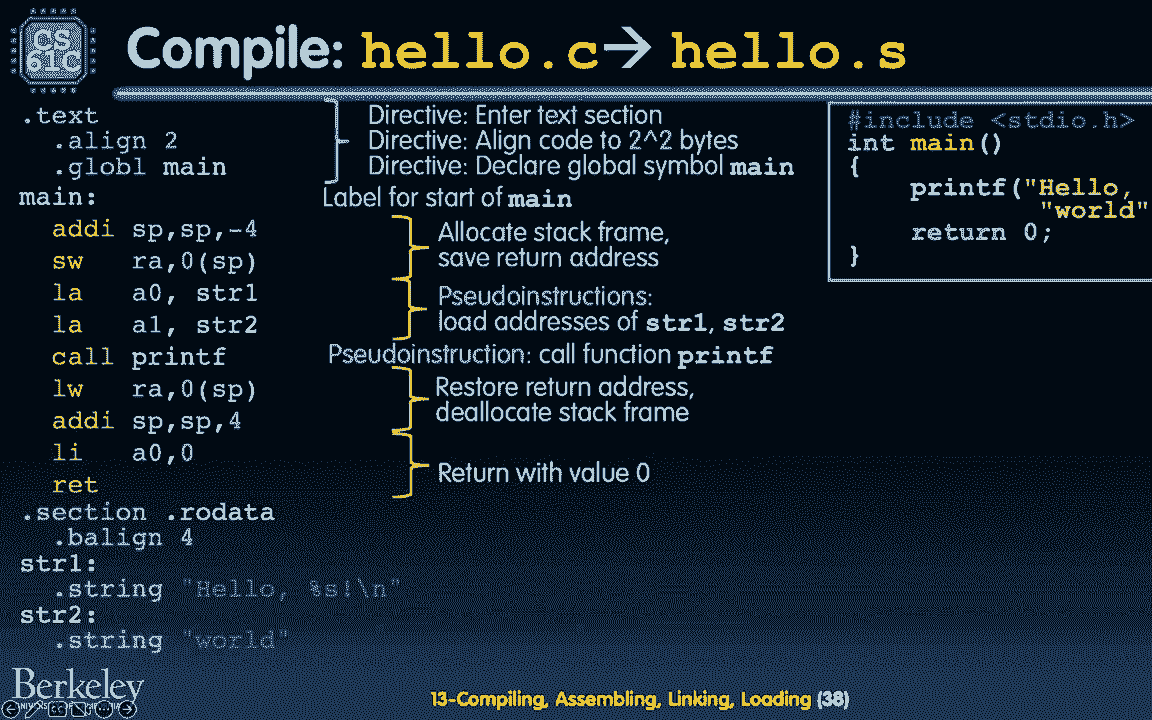 CS
61C
Compile: hello.c→ hello.s
.text
.align 2
.globl main
main:
addi sp,sp,-4
sw ra,0(sp)
la a0, str1
la a1, str2
call printf
lw ra,0(sp)
addi sp,sp,4
li a0,0
ret
.section .rodata
.balign 4
str1:
.string "Hello, %s!\n"
str2:
.string "world"
Directive: Enter text section
Directive: Align code to 2^2 bytes
Directive: Declare global symbol main
Label for start of main
Allocate stack frame,
save return address
Pseudoinstructions:
load addresses of str1, str2
Pseudoinstruction: call function printf
Restore return address,
deallocate stack frame
Return with value 0
#include <stdio.h>
int main()
{
printf("Hello,
"world"
return 0;
}
Berkeley
13-Compiling, Assembling, Linking, Loading (38)